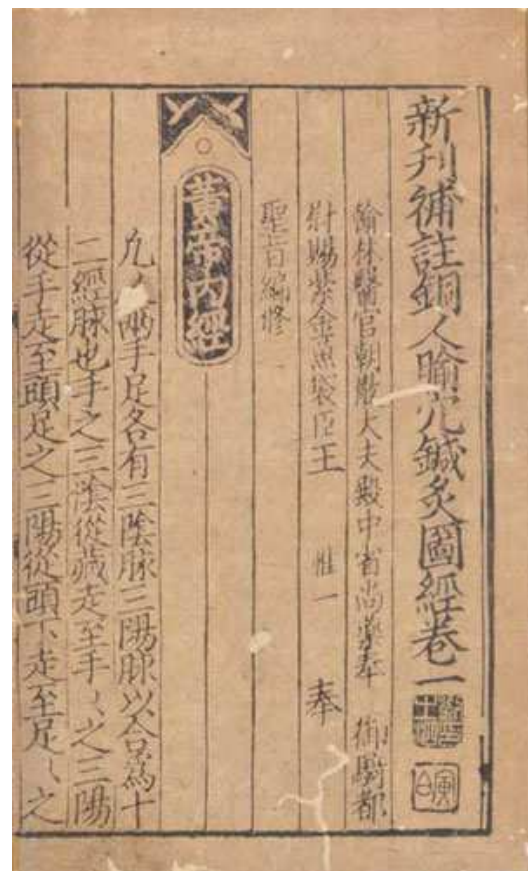 新刋補註銅人腧穴鍼灸圖經卷一
翰林醫官朝散大夫殿中省尚藥奉 御騎都
尉賜紫金魚袋臣王 惟一 奉
聖旨編修
黃帝內經
凡人兩手足各有三陰脉三陽脉以合爲十
二經脉也手之三陰從藏走至手〻之三陽
從手走至頭足之三陽從頭下走至足〻之